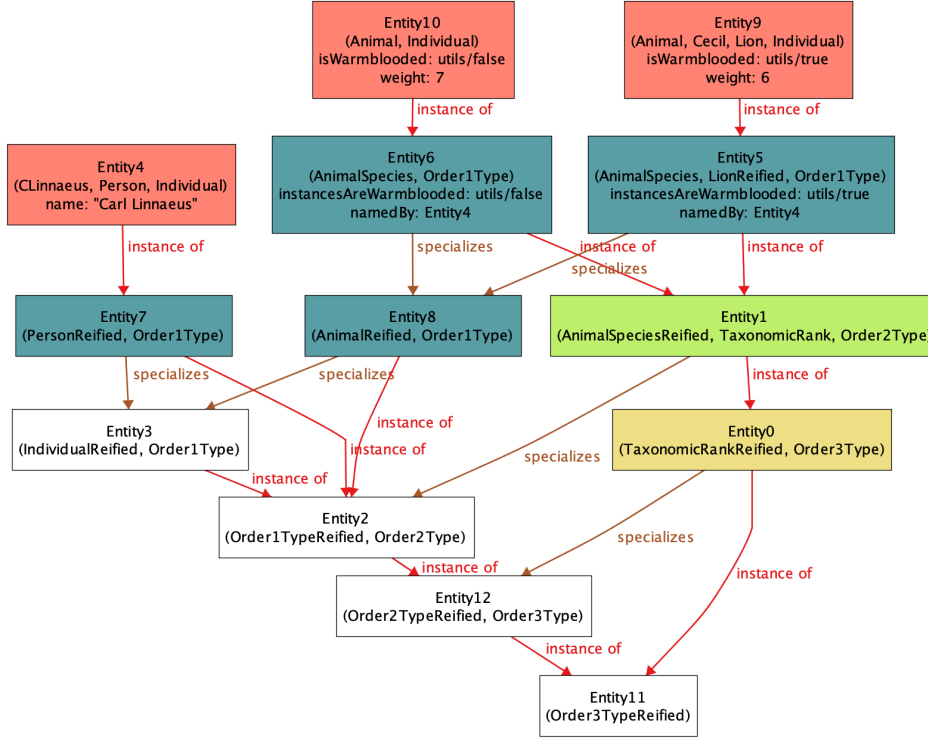 Entity10
(Animal, Individual)
isWarmblooded: utils/false
weight: 7
Entity9
(Animal, Cecil, Lion, Individual)
isWarmblooded: utils/true
weight: 6
instance of
instance of
Entity4
(CLinnaeus, Person, Individual)
name: "Carl Linnaeus"
Entity6
(AnimalSpecies, Order1Type)
instancesAreWarmblooded: utils/false
namedBy: Entity4
Entity5
(AnimalSpecies, LionReified, Order1Type)
instancesAreWarmblooded: utils/true
namedBy: Entity4
instance of
specializes
instance of
instance of
specializes
Entity7
(PersonReified, Order1Type)
Entity8
(AnimalReified, Order1Type)
Entity1
(AnimalSpeciesReified, TaxonomicRank, Order2Type)
specializes
specializes
instance of
Entity3
(IndividualReified, Order1Type)
instance of
instance of
Entity0
(TaxonomicRankReified, Order3Type)
specializes
instance of
Entity2
(Order1TypeReified, Order2Type)
specializes
instance of
instance of
Entity12
(Order2TypeReified, Order3Type)
instance of
Entity11
(Order3TypeReified)